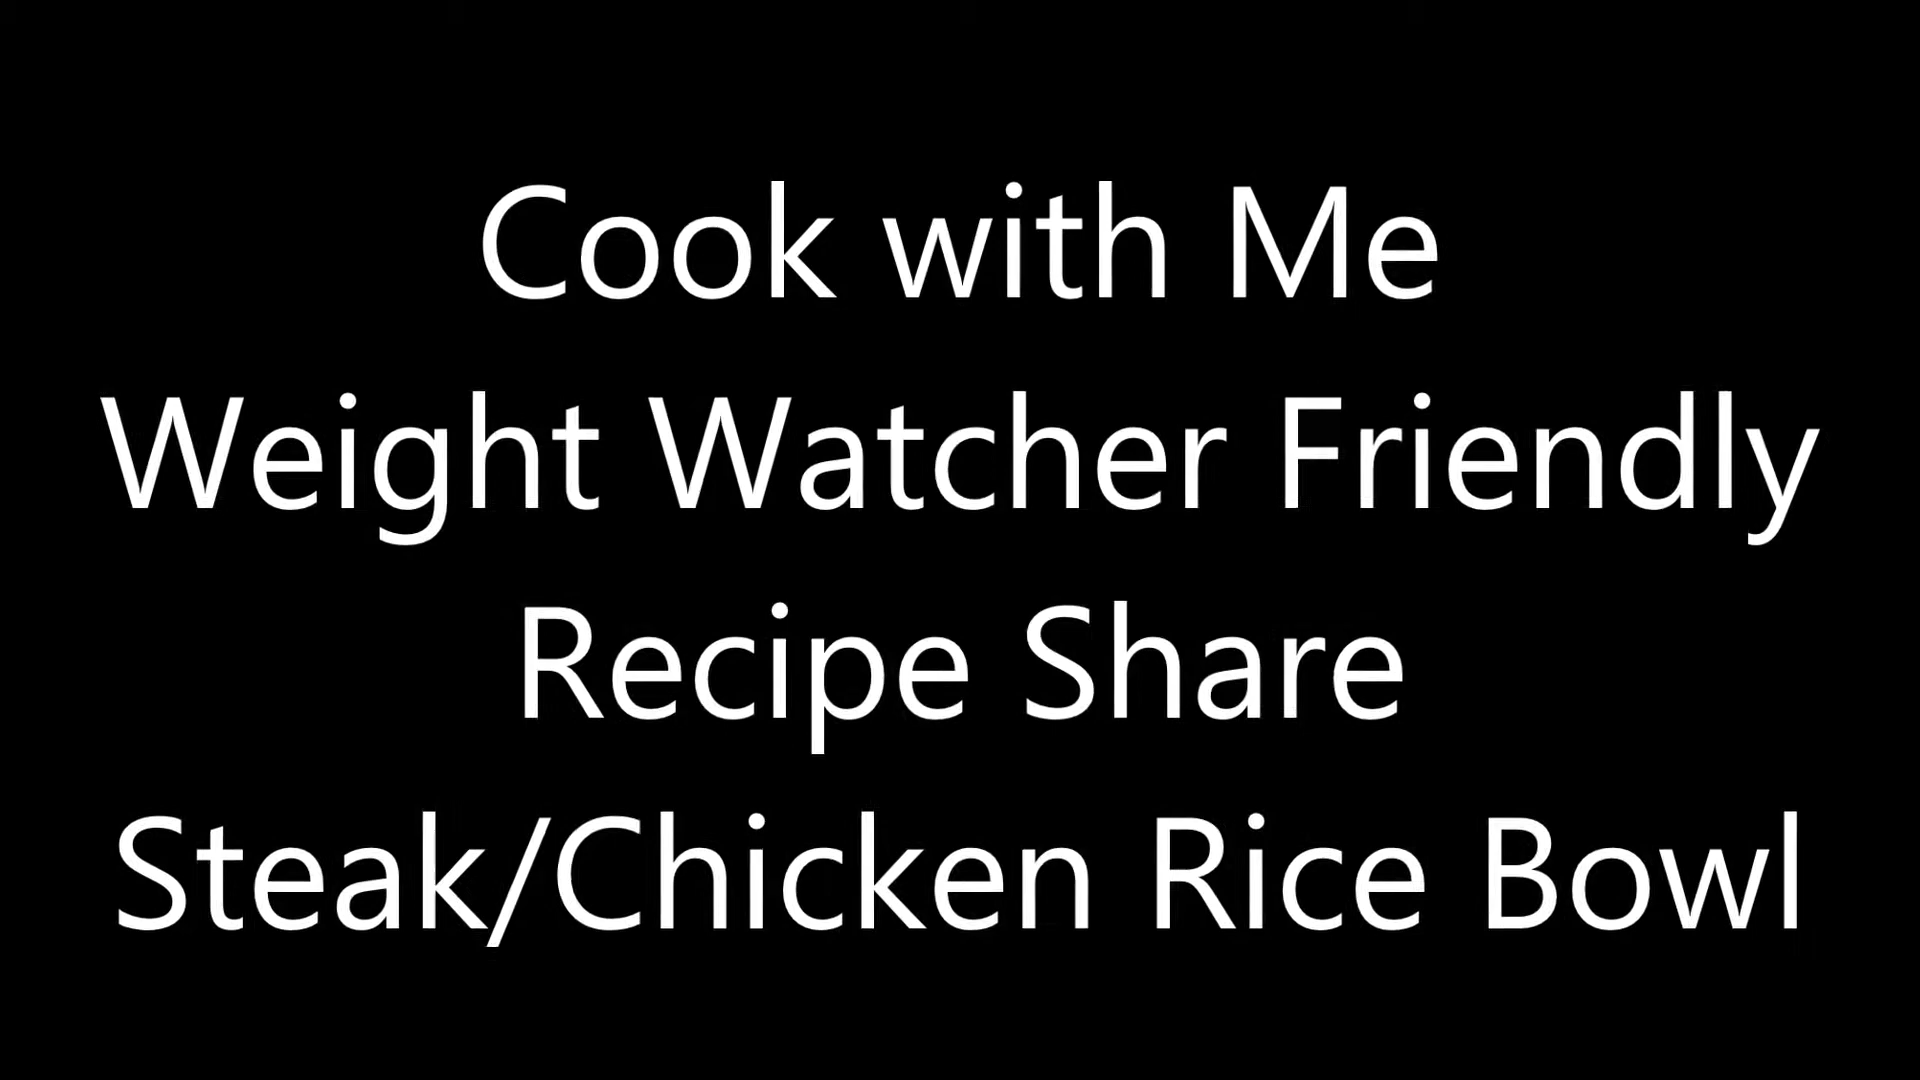 Cook with Me
Weight Watcher Friendly
Recipe Share
Steak/Chicken Rice Bowl